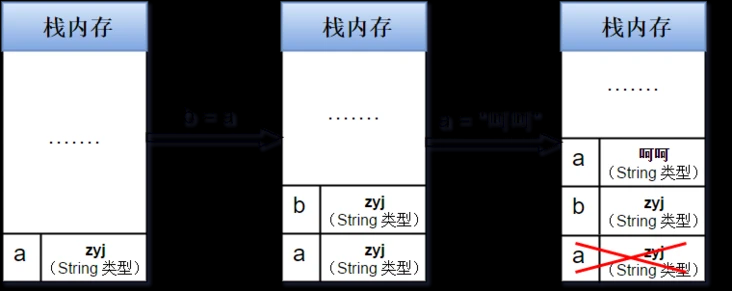 栈内存
.......
a
zyj
（String 类型）
b = a
栈内存
.......
b
zyj
（String 类型）
a
zyj
（String 类型）
a = "呵呵"
栈内存
.......
a
呵呵
（String 类型）
b
zyj
（String 类型）
a
zyj
（String 类型）